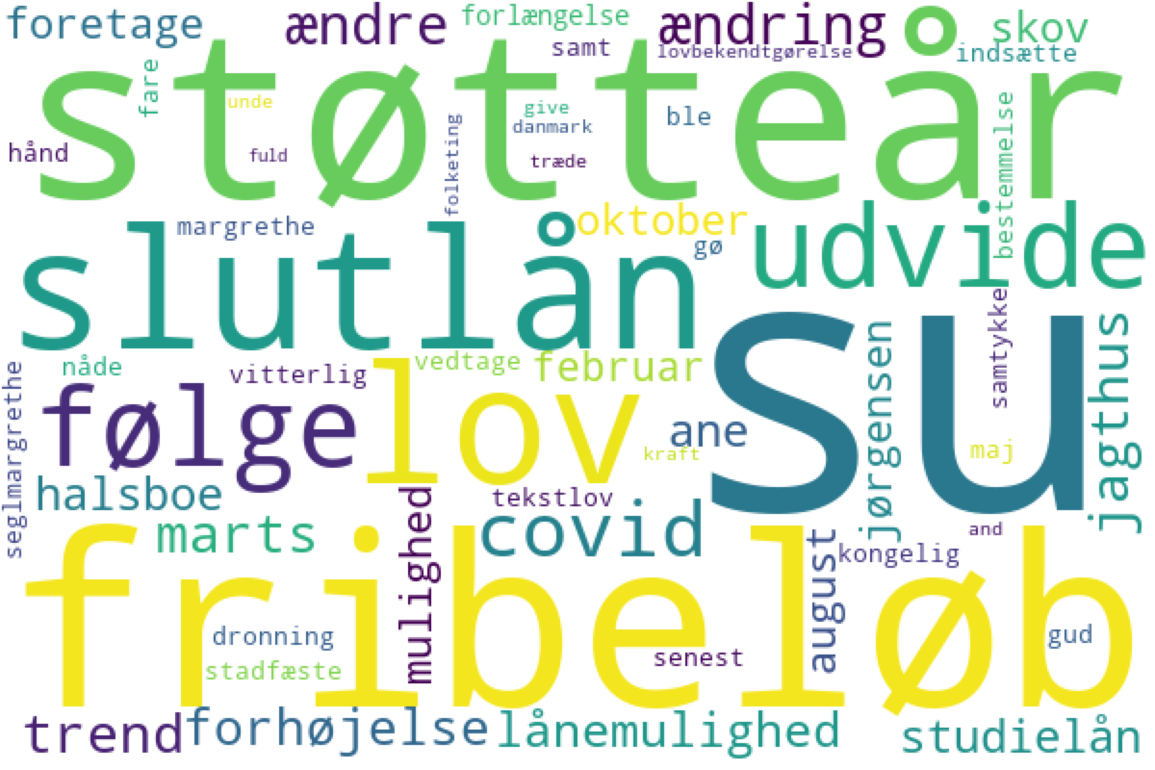 foretage
ændre
forlængelse
ændring
skov
samt
lovbekendtgørelse
indsætte
støtteår
fare
unde
give
danmark
ble
hånd
fuld
folketing
træde
bestemmelse
margrethe
oktober
udvide
gø
slutlån
su
samtykke
nåde
vitterlig
vedtage
februar
jørgensen
jagthus
seglmargrethe
følge
lov
ane
kraft
maj
halsboe
tekstlov
marts
mulighed
covid
and
august
kongelig
fribeløb
dronning
stadfæste
senest
gud
trend
forhøjelse
lånemulighed
studielån